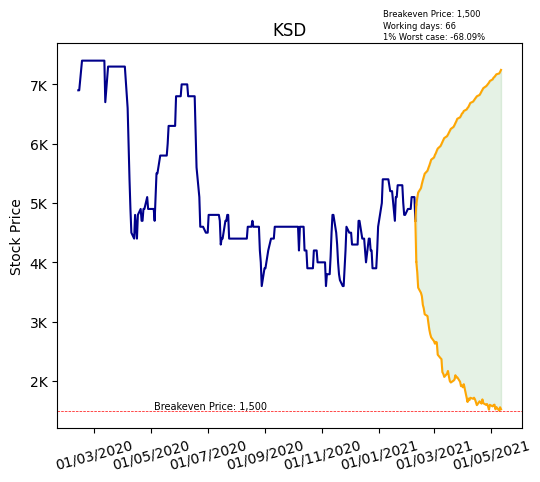 Breakeven Price: 1,500
Working days: 66
1% Worst case: -68.09%
KSD
Stock Price
7K
6K
5K
4K
3K
2K
Breakeven Price: 1,500
01/03/2020
01/05/2020
01/07/2020
01/09/2020
01/11/2020
01/01/2021
01/03/2021
01/05/2021